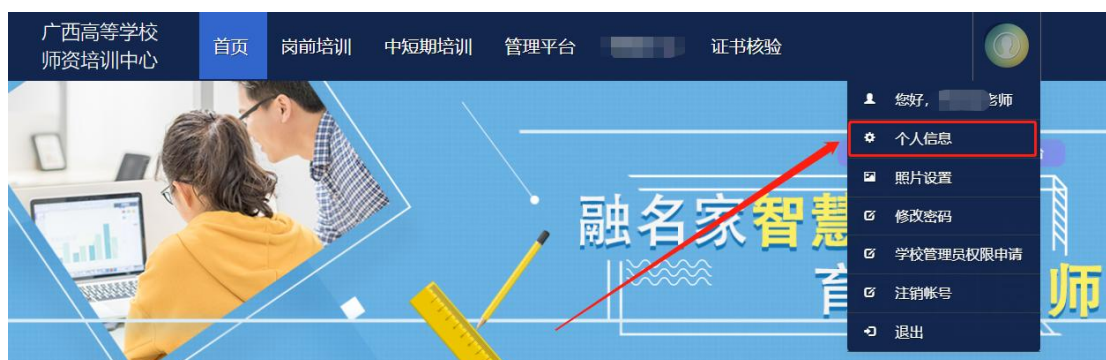 广西高等学校
师资培训中心
首页
岗前培训
中短期培训
管理平台
证书核验
您好,
师
个人信息
照片设置
修改密码
学校管理员权限申请
注销帐号
退出
融名家智慧
育
师